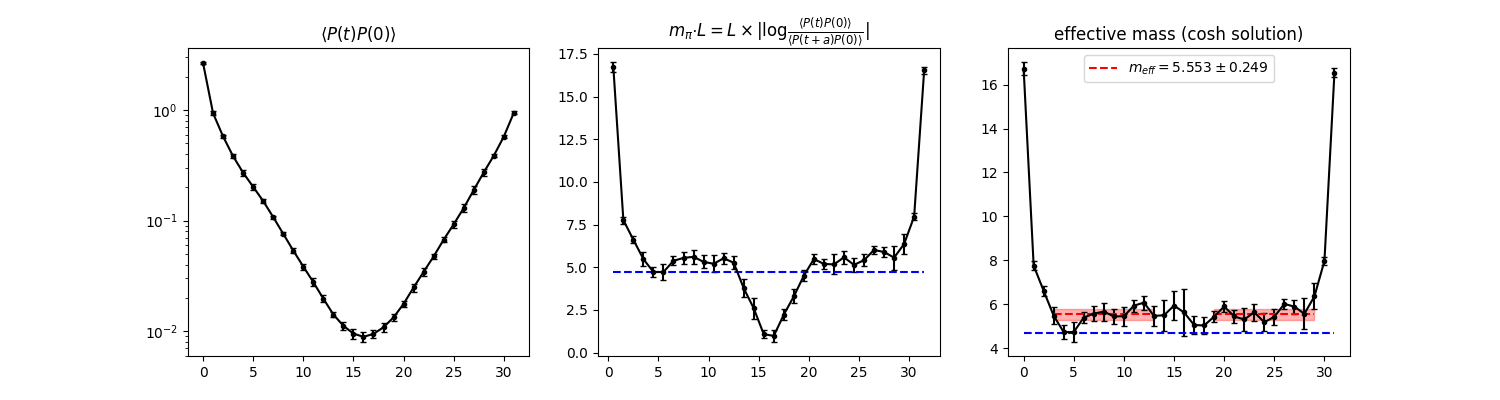 ⟨P(t)P(0)⟩
10⁰
10⁻¹
10⁻²
0 5 10 15 20 25 30
m_π·L = L × |log ⟨P(t)P(0)⟩/⟨P(t+a)P(0)⟩|
17.5
15.0
12.5
10.0
7.5
5.0
2.5
0.0
0 5 10 15 20 25 30
effective mass (cosh solution)
m_eff = 5.553 ± 0.249
16
14
12
10
8
6
4
0 5 10 15 20 25 30